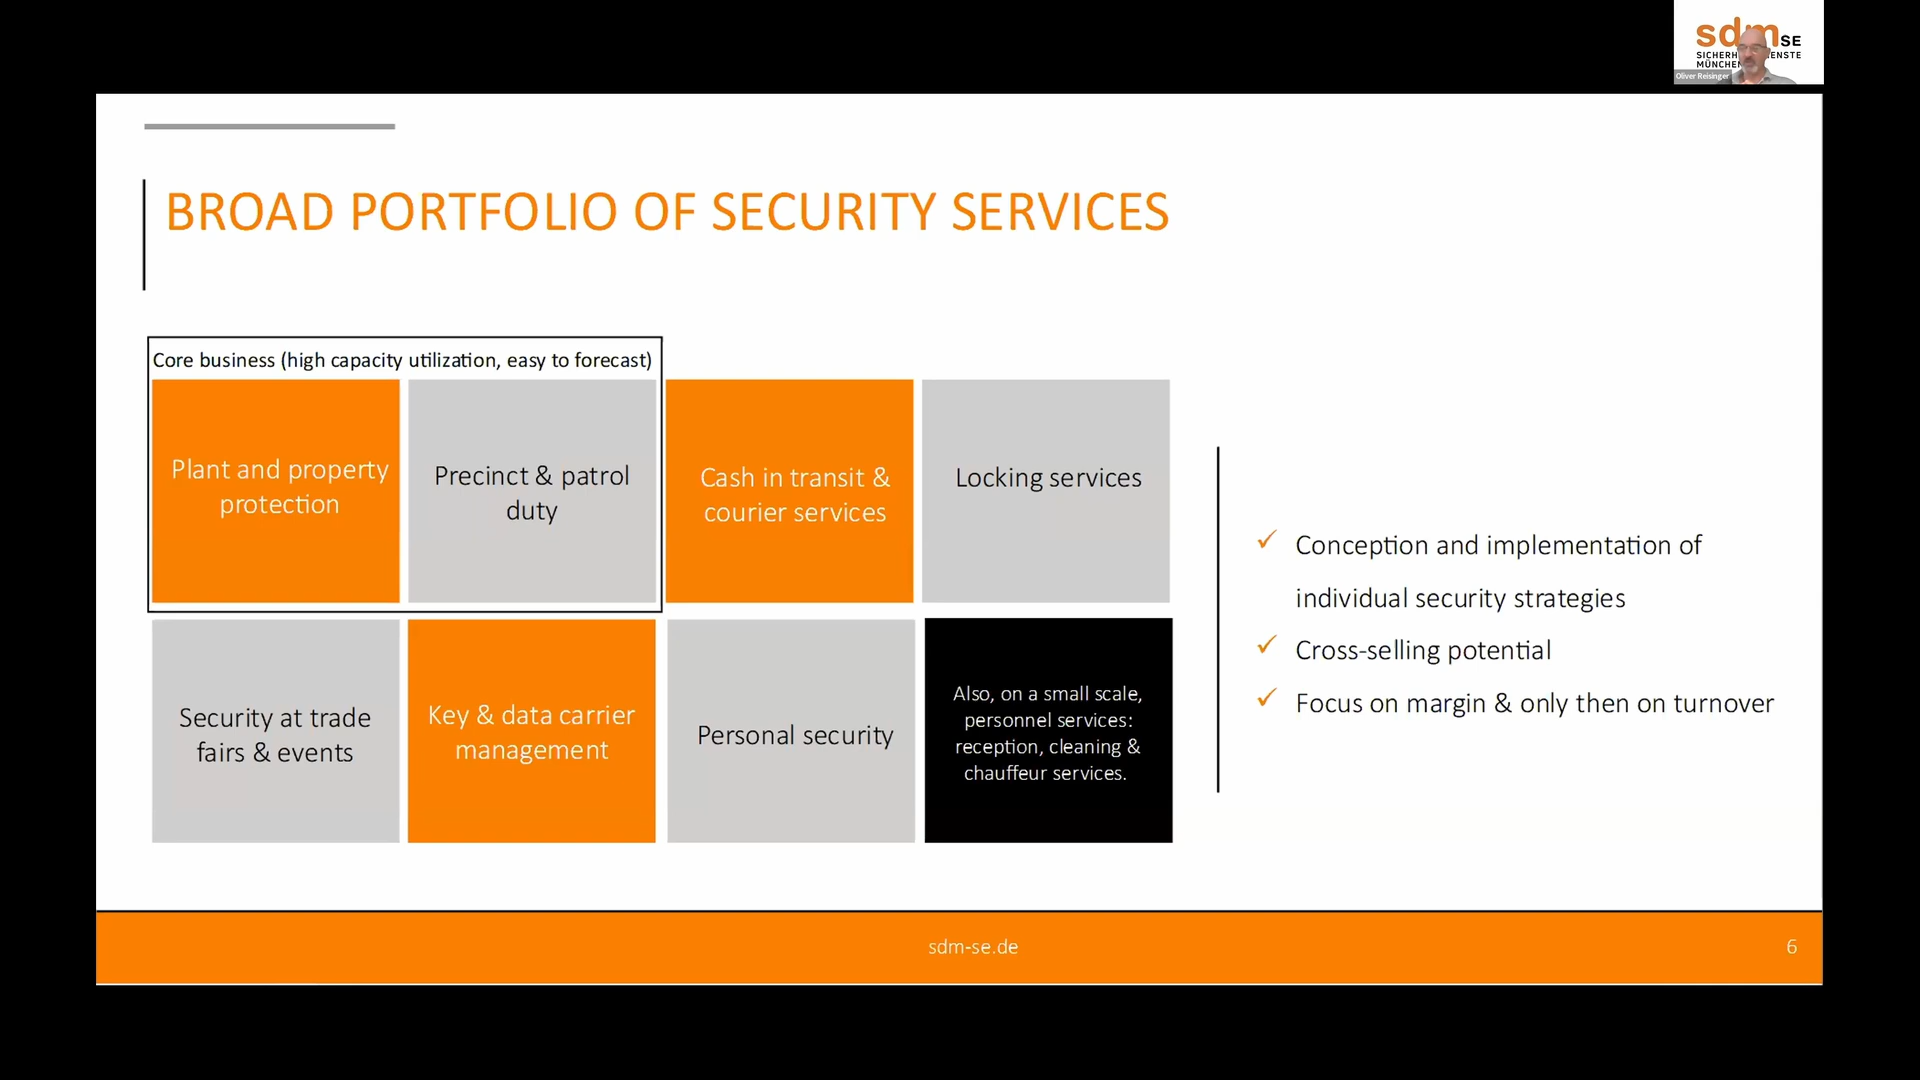 sdm SE
SICHERH ENSTE
MÜNCHE
Oliver Reisinger
BROAD PORTFOLIO OF SECURITY SERVICES
Core business (high capacity utilization, easy to forecast)
Plant and property
protection
Precinct & patrol
duty
Cash in transit &
courier services
Locking services
Security at trade
fairs & events
Key & data carrier
management
Personal security
Also, on a small scale,
personnel services:
reception, cleaning &
chauffeur services.
✓ Conception and implementation of
individual security strategies
✓ Cross-selling potential
✓ Focus on margin & only then on turnover
sdm-se.de
6